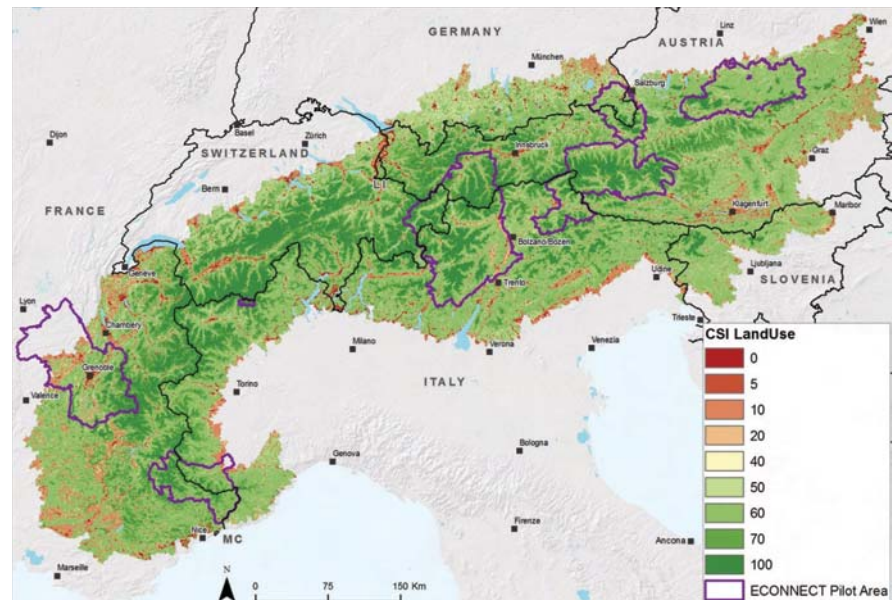 GERMANY
Linz
Wien
München
AUSTRIA
Salzburg
Dijon
Basel
Zürich
SWITZERLAND
Innsbruck
Graz
Bern
LI
FRANCE
Klagenfurt
Maribor
Bolzano/Bozen
Genève
Udine
Ljubljana
SLOVENIA
Lyon
Trento
Chambéry
Trieste
Milano
Verona
Venezia
Grenoble
ITALY
Valence
Torino
Bologna
Genova
Firenze
Ancona
Nice
MC
Marseille
N
0 75 150 Km
CSI LandUse
0
5
10
20
40
50
60
70
100
ECONNECT Pilot Area